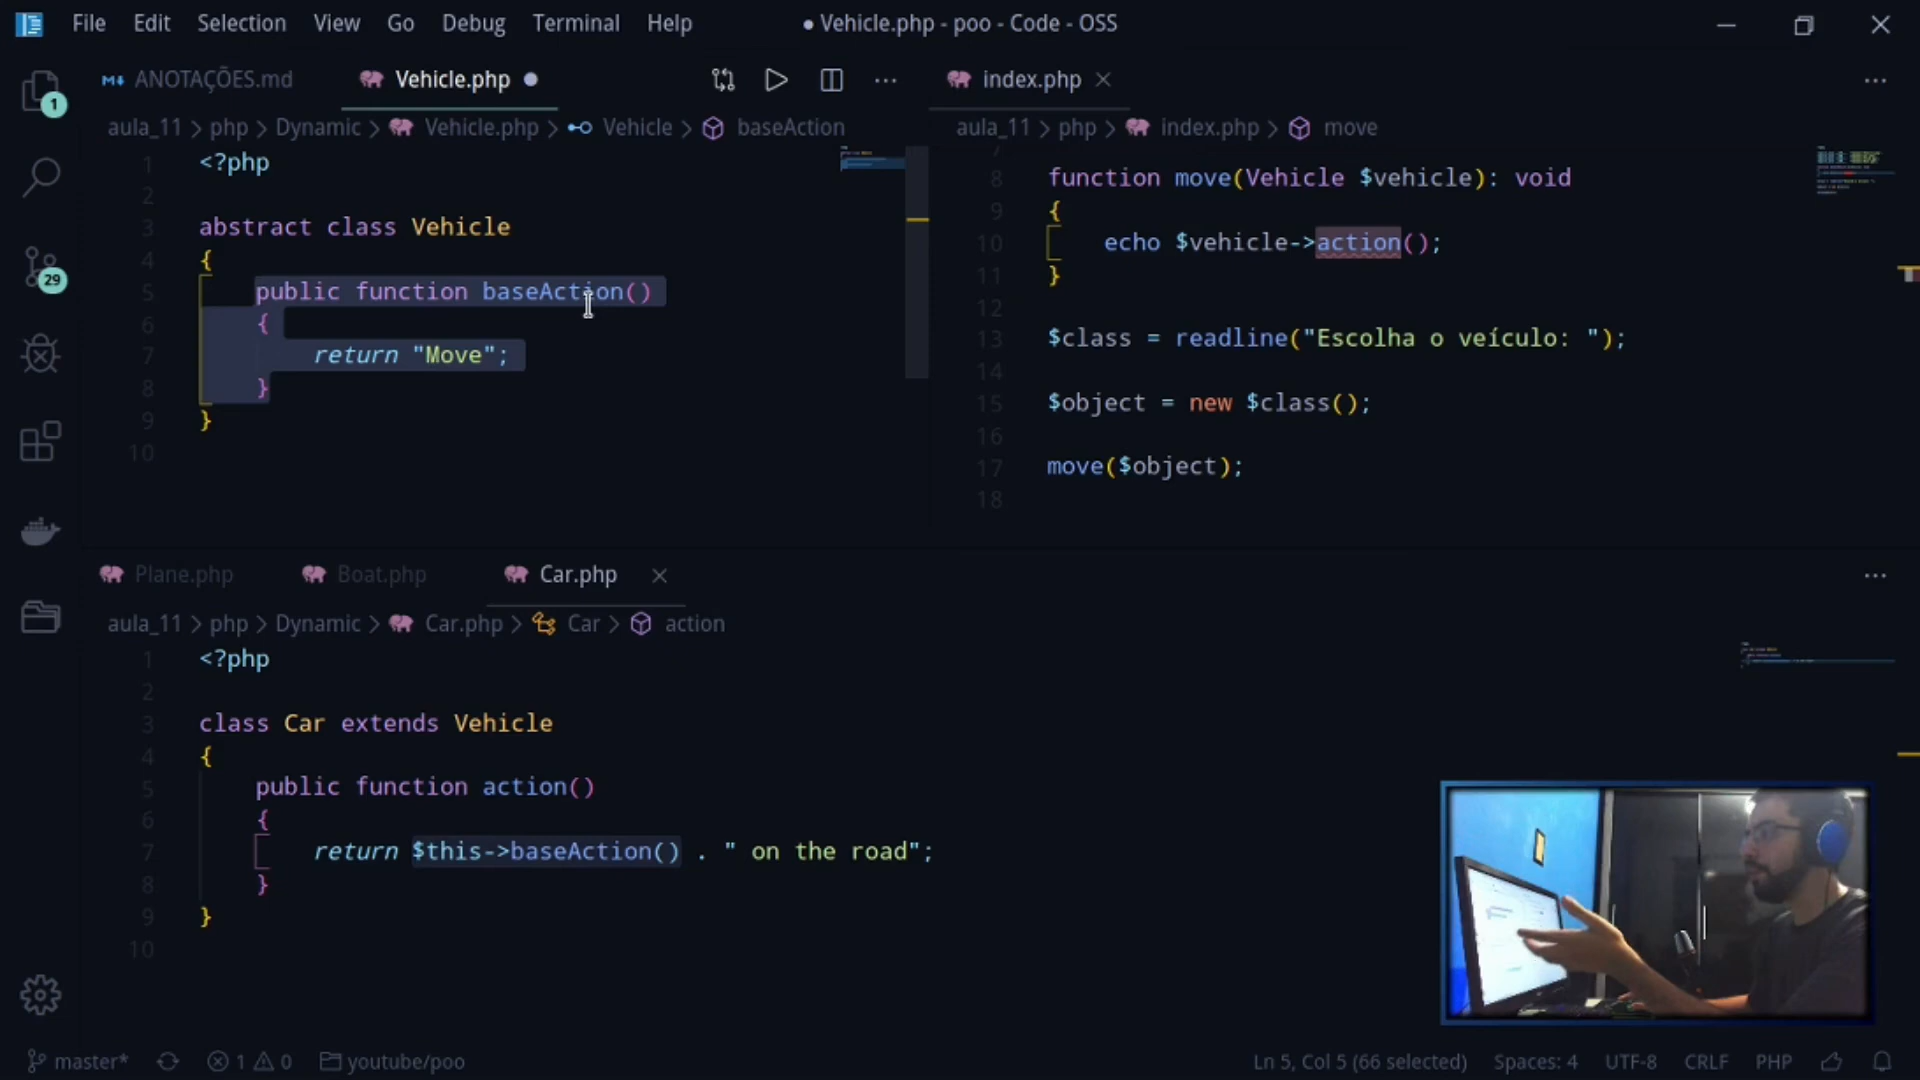 File Edit Selection View Go Debug Terminal Help
● Vehicle.php - poo - Code - OSS
ANOTAÇÕES.md Vehicle.php
aula_11 > php > Dynamic > Vehicle.php > Vehicle > baseAction
1 <?php
2
3 abstract class Vehicle
4 {
5 public function baseAction()
6 {
7 return "Move";
8 }
9 }
10
index.php
aula_11 > php > index.php > move
8 function move(Vehicle $vehicle): void
9 {
10 echo $vehicle->action();
11 }
12
13 $class = readline("Escolha o veículo: ");
14
15 $object = new $class();
16
17 move($object);
18
Plane.php Boat.php Car.php
aula_11 > php > Dynamic > Car.php > Car > action
1 <?php
2
3 class Car extends Vehicle
4 {
5 public function action()
6 {
7 return $this->baseAction() . " on the road";
8 }
9 }
10
1
29
master* 1 0 youtube/poo
Ln 5, Col 5 (66 selected) Spaces: 4 UTF-8 CRLF PHP